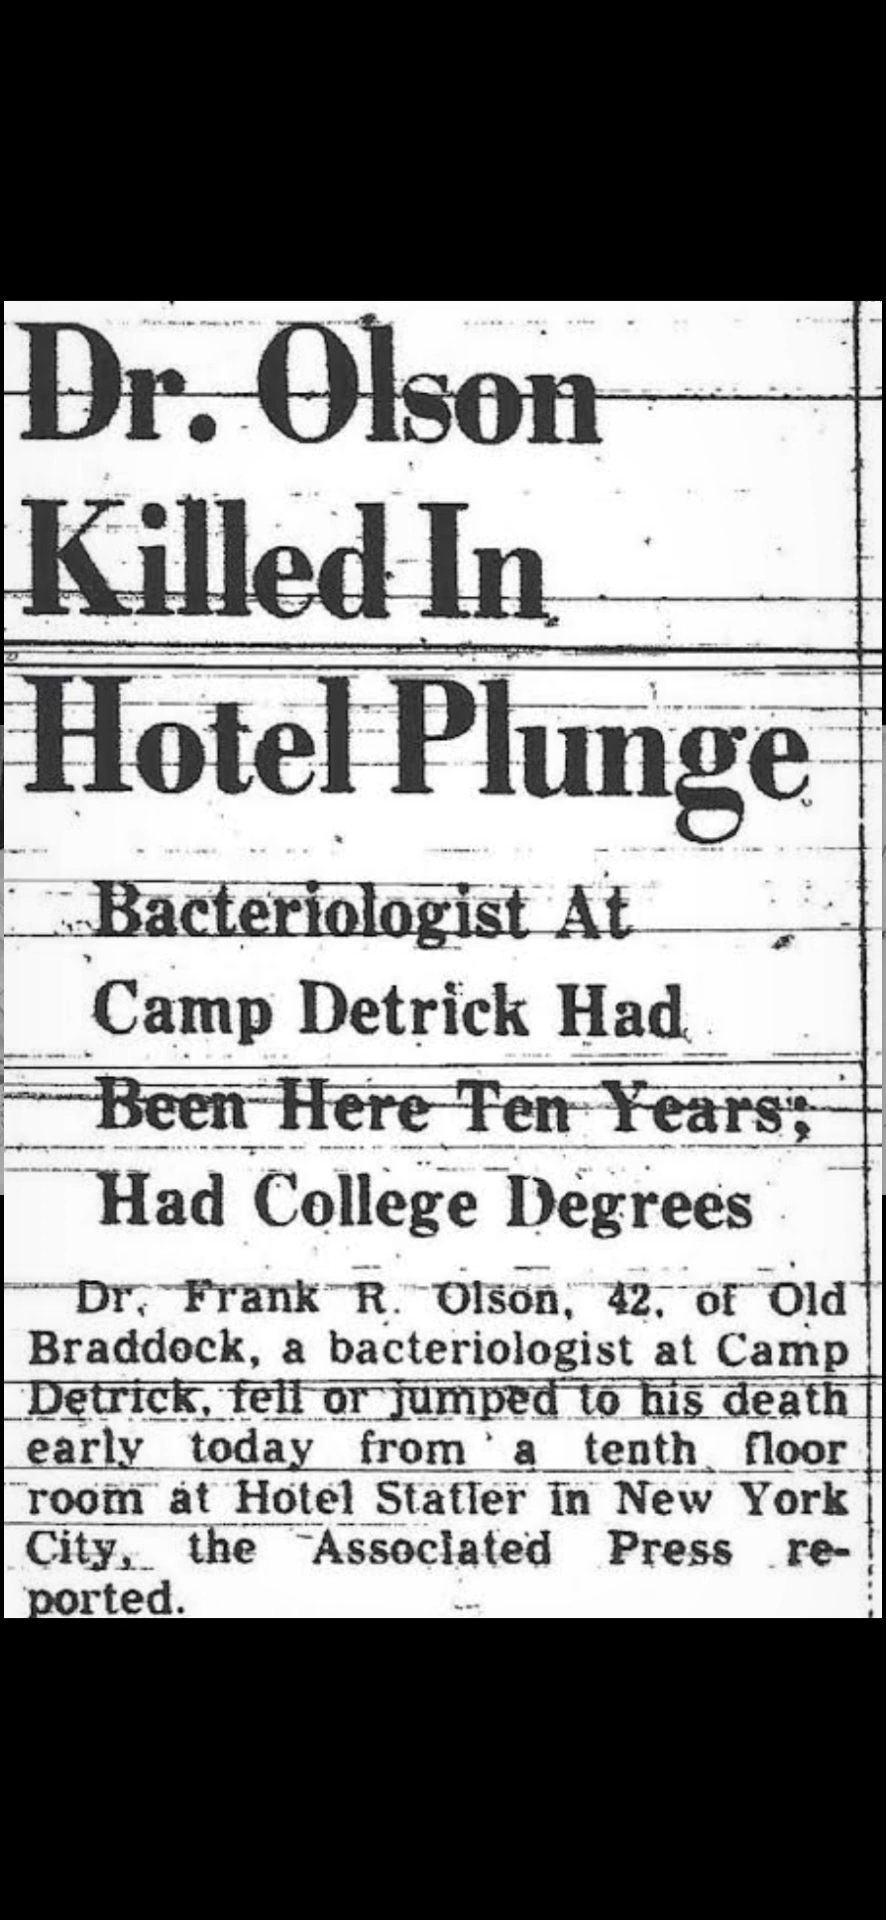 Dr. Olson
Killed In
Hotel Plunge
Bacteriologist At
Camp Detrick Had
Been Here Ten Years;
Had College Degrees
Dr. Frank R. Olson, 42, of Old
Braddock, a bacteriologist at Camp
Detrick, fell or jumped to his death
early today from a tenth floor
room at Hotel Statler in New York
City, the Associated Press re-
ported.